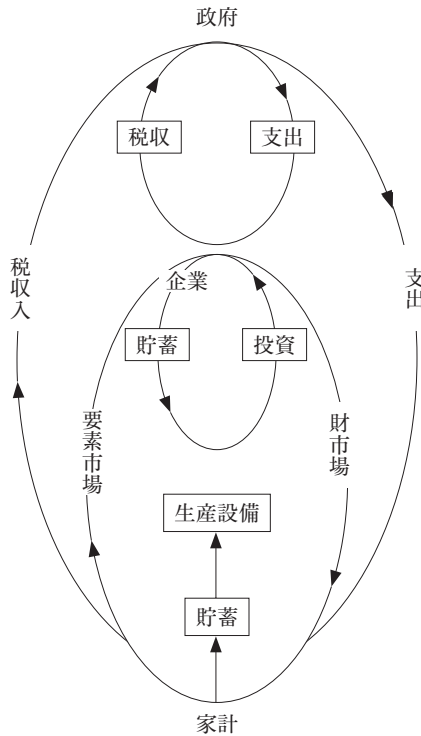 政府
税収
支出
税収入
支出
企業
貯蓄
投資
要素市場
財市場
生産設備
貯蓄
家計